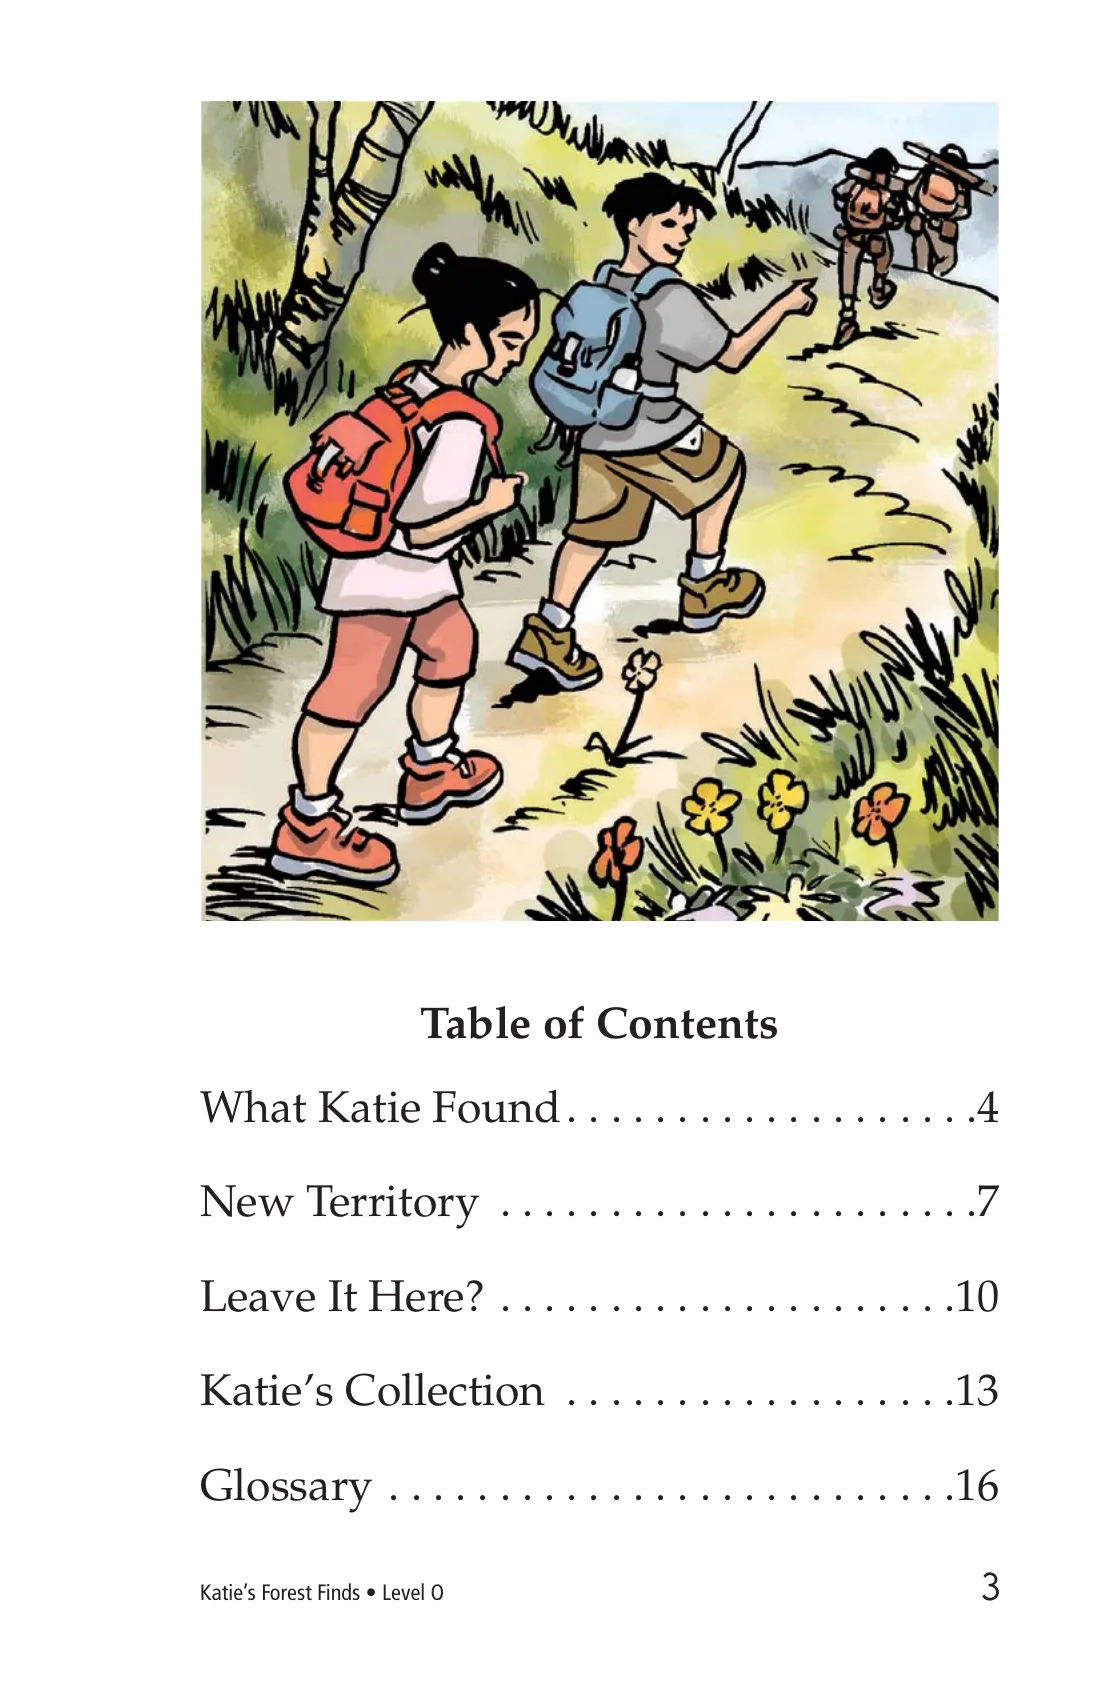 Table of Contents
What Katie Found. . . . . . . . . . . . . . . . . . .4
New Territory . . . . . . . . . . . . . . . . . . . . . .7
Leave It Here? . . . . . . . . . . . . . . . . . . . . .10
Katie’s Collection . . . . . . . . . . . . . . . . . .13
Glossary . . . . . . . . . . . . . . . . . . . . . . . . . .16
Katie’s Forest Finds • Level O 3